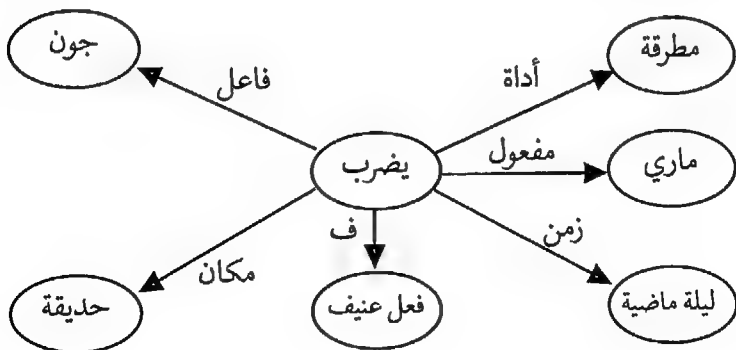 جون
مطرقة
فاعل
أداة
يضرب
مفعول
ماري
ف
زمن
مكان
حديقة
فعل عنيف
ليلة ماضية